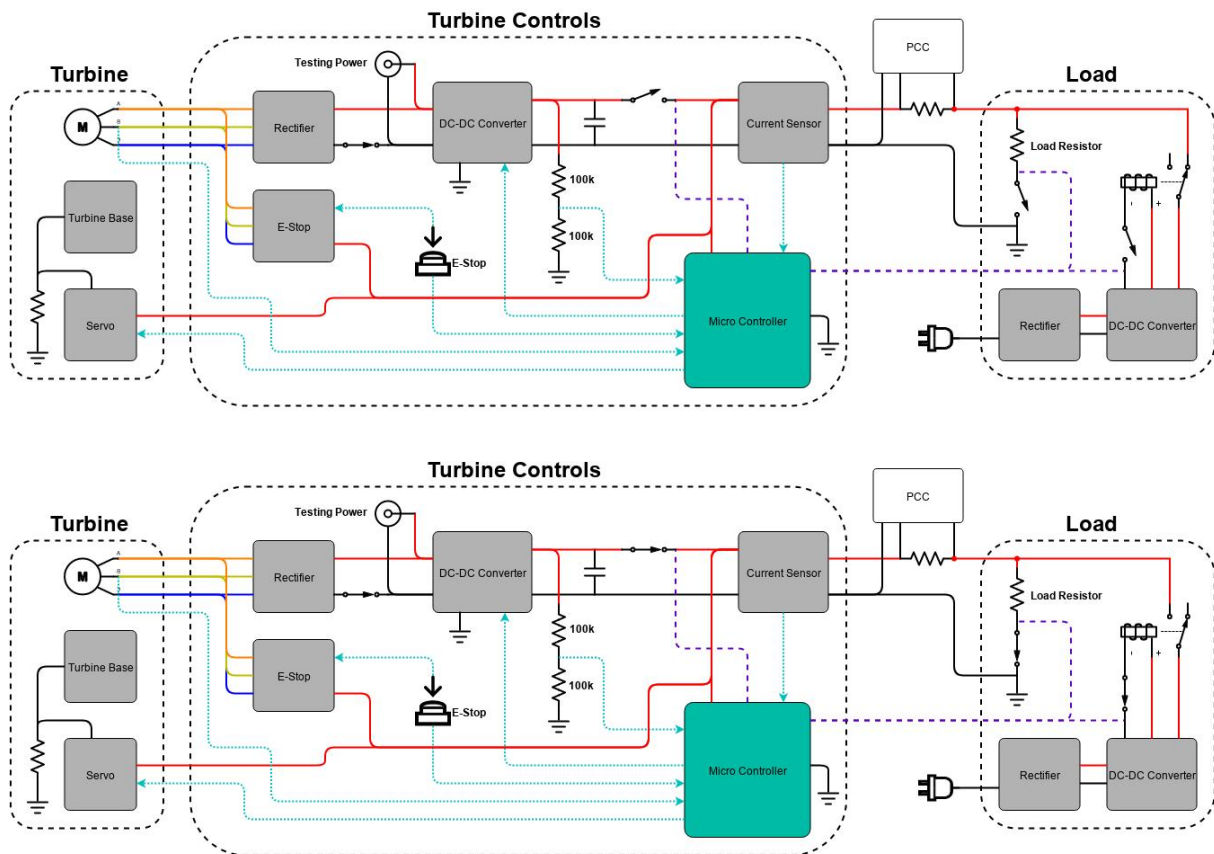 Turbine Controls
PCC
Testing Power
Turbine
Load
A
M
B
Rectifier
DC-DC Converter
Current Sensor
Load Resistor
100k
Turbine Base
E-Stop
100k
- +
E-Stop
Servo
Micro Controller
Rectifier
DC-DC Converter
Turbine Controls
PCC
Testing Power
Turbine
Load
A
M
B
Rectifier
DC-DC Converter
Current Sensor
Load Resistor
100k
Turbine Base
E-Stop
100k
- +
E-Stop
Servo
Micro Controller
Rectifier
DC-DC Converter